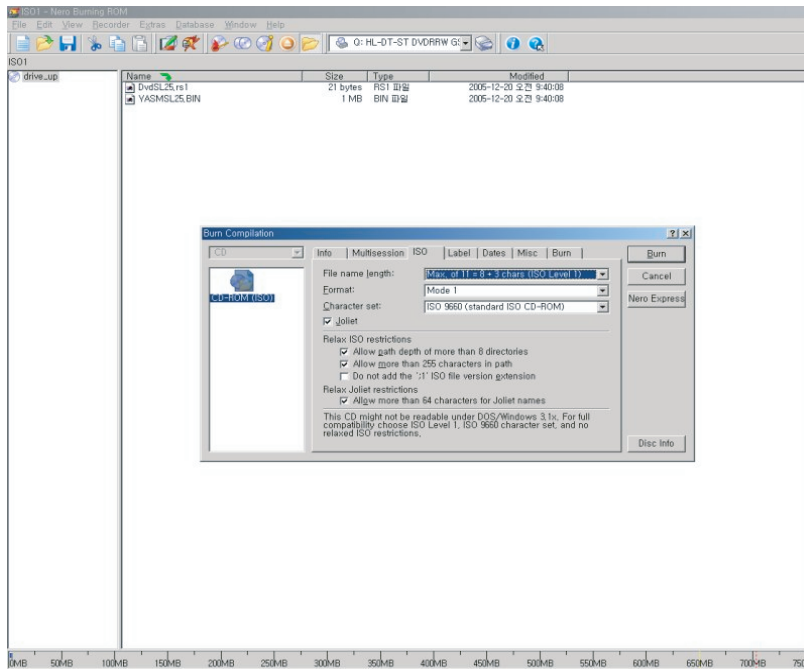 ISO1 - Nero Burning ROM
File Edit View Recorder Extras Database Window Help
Q: HL-DT-ST DVDRRW G
ISO1
drive_up
Name Size Type Modified
DvdSL25.rs1 21 bytes RS1 파일 2005-12-20 오전 9:40:08
YASMSL25.BIN 1 MB BIN 파일 2005-12-20 오전 9:40:08
Burn Compilation
CD
CD-ROM (ISO)
Info Multisession ISO Label Dates Misc Burn
File name length: Max. of 11 = 8 + 3 chars (ISO Level 1)
Format: Mode 1
Character set: ISO 9660 (standard ISO CD-ROM)
Joliet
Relax ISO restrictions
Allow path depth of more than 8 directories
Allow more than 255 characters in path
Do not add the ';1' ISO file version extension
Relax Joliet restrictions
Allow more than 64 characters for Joliet names
This CD might not be readable under DOS/Windows 3.1x. For full
compatibility choose ISO Level 1, ISO 9660 character set, and no
relaxed ISO restrictions.
Burn
Cancel
Nero Express
Disc Info
0MB 50MB 100MB 150MB 200MB 250MB 300MB 350MB 400MB 450MB 500MB 550MB 600MB 650MB 700MB